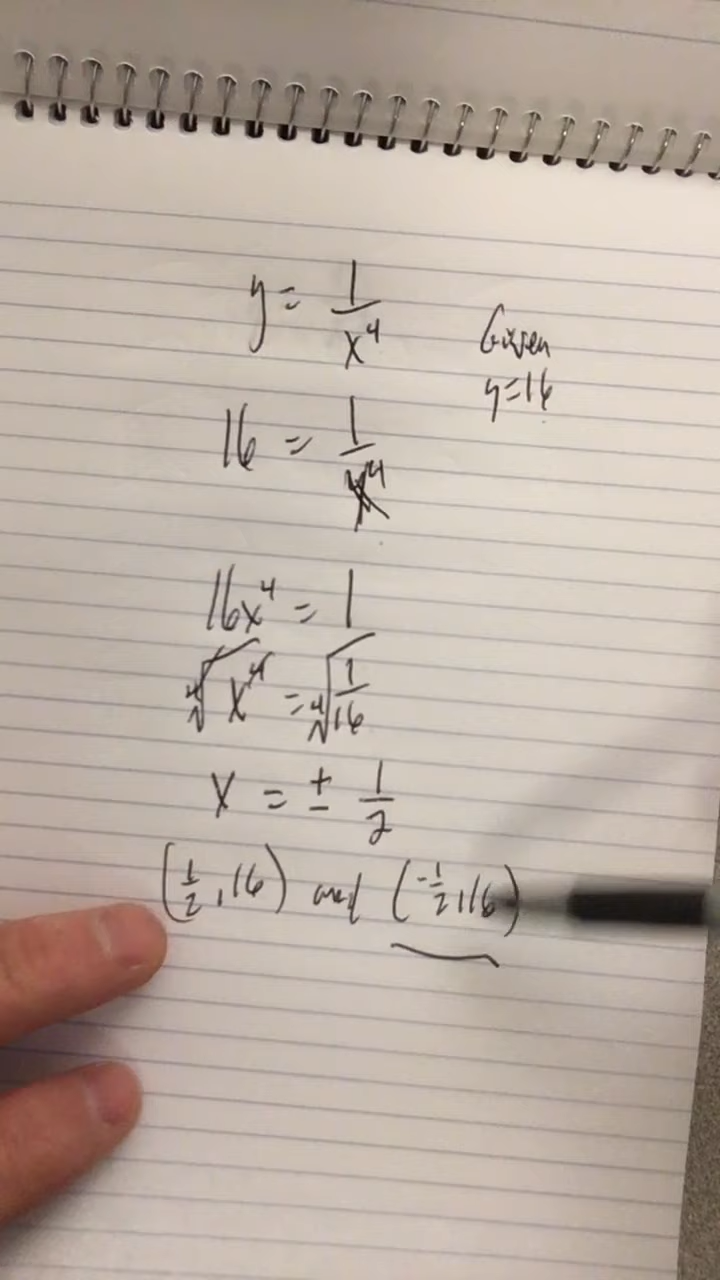 y = 1/x⁴
Given
y=16
16 = 1/x⁴
16x⁴ = 1
⁴√x⁴ = ⁴√1/16
x = ± 1/2
(1/2, 16) and (-1/2, 16)